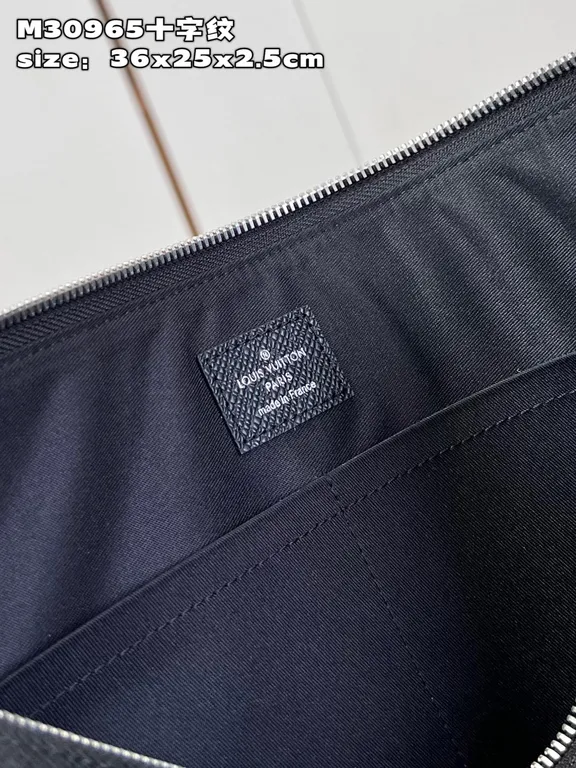 M30965十字纹
size：36x25x2.5cm
LOUIS VUITTON
PARIS
made in France